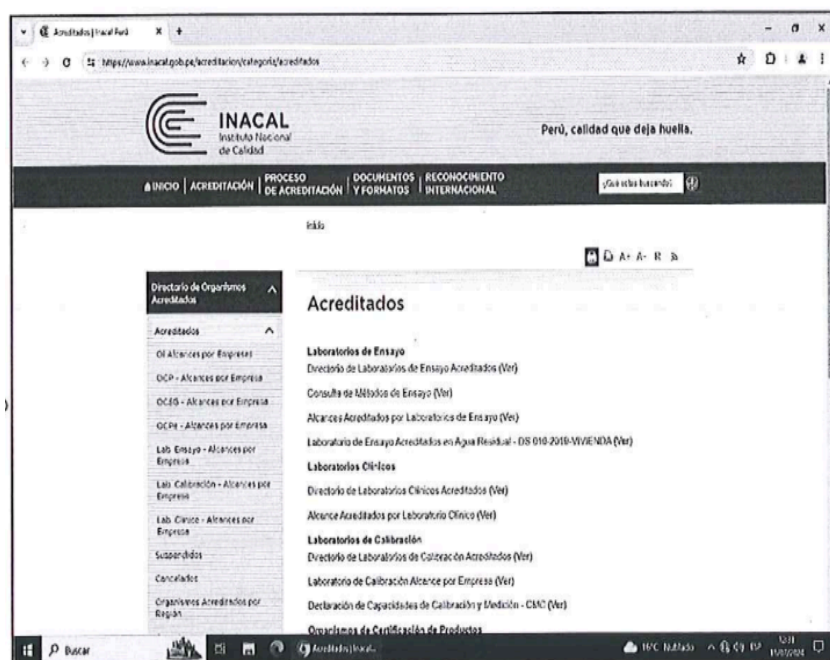 Acreditados | Inacal Perú
https://www.inacal.gob.pe/acreditacion/categoria/acreditados
INACAL
Instituto Nacional
de Calidad
Perú, calidad que deja huella.
INICIO | ACREDITACIÓN | PROCESO DE ACREDITACIÓN | DOCUMENTOS Y FORMATOS | RECONOCIMIENTO INTERNACIONAL
¿Qué estas buscando?
Inicio
A+ A- R
Directorio de Organismos
Acreditados
Acreditados
OI Alcances por Empresas
OCP - Alcances por Empresa
OCSG - Alcances por Empresa
OCPe - Alcances por Empresa
Lab. Ensayo - Alcances por
Empresa
Lab. Calibración - Alcances por
Empresa
Lab. Clínico - Alcances por
Empresa
Suspendidos
Cancelados
Organismos Acreditados por
Región
Acreditados
Laboratorios de Ensayo
Directorio de Laboratorios de Ensayo Acreditados (Ver)
Consulta de Métodos de Ensayo (Ver)
Alcances Acreditados por Laboratorios de Ensayo (Ver)
Laboratorio de Ensayo Acreditados en Agua Residual - DS 010-2019-VIVIENDA (Ver)
Laboratorios Clínicos
Directorio de Laboratorios Clínicos Acreditados (Ver)
Alcance Acreditados por Laboratorio Clínico (Ver)
Laboratorios de Calibración
Directorio de Laboratorios de Calibración Acreditados (Ver)
Laboratorio de Calibración Alcance por Empresa (Ver)
Declaración de Capacidades de Calibración y Medición - CMC (Ver)
Organismos de Certificación de Productos
Buscar
Acreditados | Inacal...
16°C Nublado
12:31